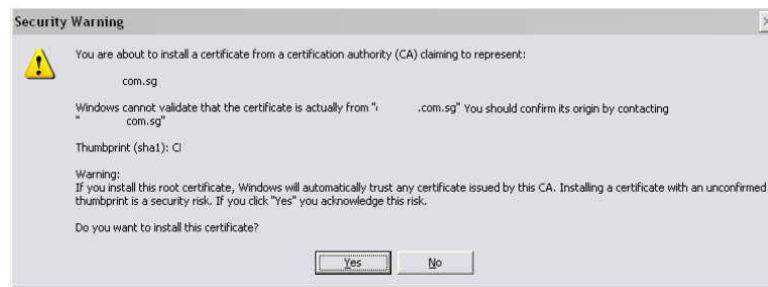 Security Warning
You are about to install a certificate from a certification authority (CA) claiming to represent:
com.sg
Windows cannot validate that the certificate is actually from " .com.sg" You should confirm its origin by contacting
" com.sg"
Thumbprint (sha1): C
Warning:
If you install this root certificate, Windows will automatically trust any certificate issued by this CA. Installing a certificate with an unconfirmed
thumbprint is a security risk. If you click "Yes" you acknowledge this risk.
Do you want to install this certificate?
Yes No